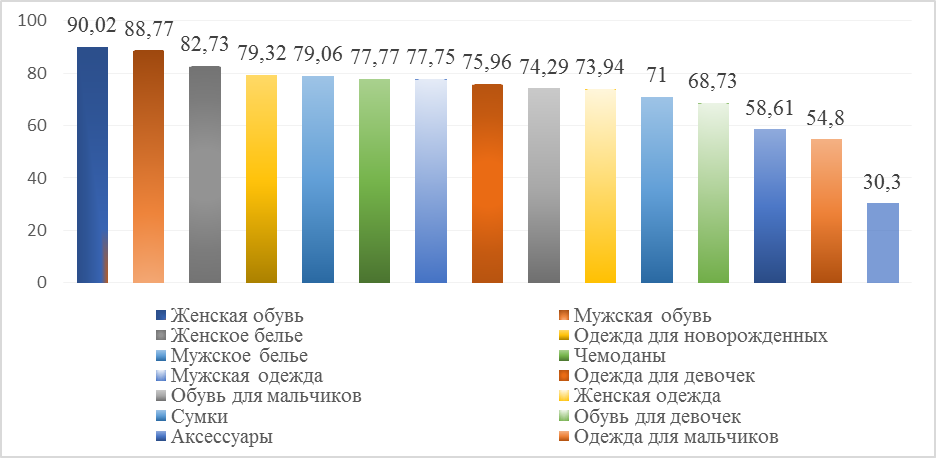 100
80
60
40
20
0
90,02
88,77
82,73
79,32
79,06
77,77
77,75
75,96
74,29
73,94
71
68,73
58,61
54,8
30,3
Женская обувь
Мужская обувь
Женское белье
Одежда для новорожденных
Мужское белье
Чемоданы
Мужская одежда
Одежда для девочек
Обувь для мальчиков
Женская одежда
Сумки
Обувь для девочек
Аксессуары
Одежда для мальчиков